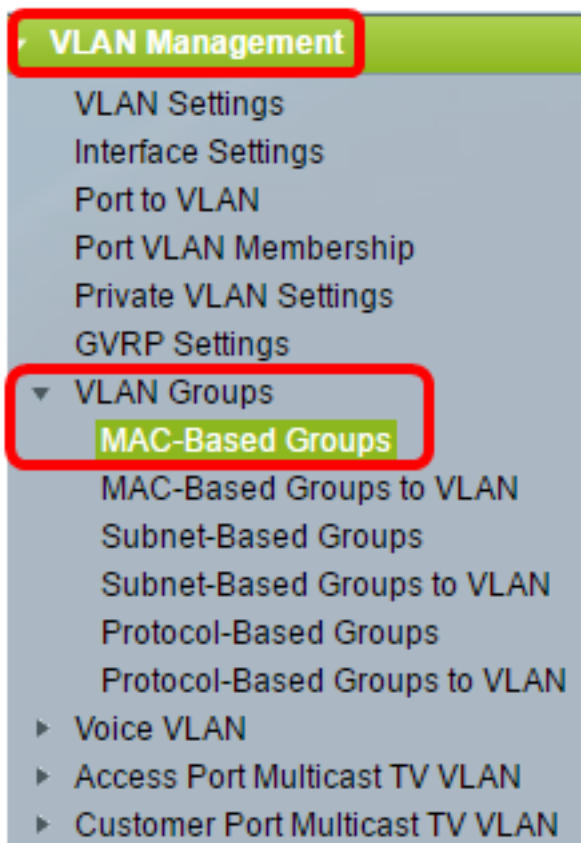 VLAN Management
VLAN Settings
Interface Settings
Port to VLAN
Port VLAN Membership
Private VLAN Settings
GVRP Settings
VLAN Groups
MAC-Based Groups
MAC-Based Groups to VLAN
Subnet-Based Groups
Subnet-Based Groups to VLAN
Protocol-Based Groups
Protocol-Based Groups to VLAN
Voice VLAN
Access Port Multicast TV VLAN
Customer Port Multicast TV VLAN